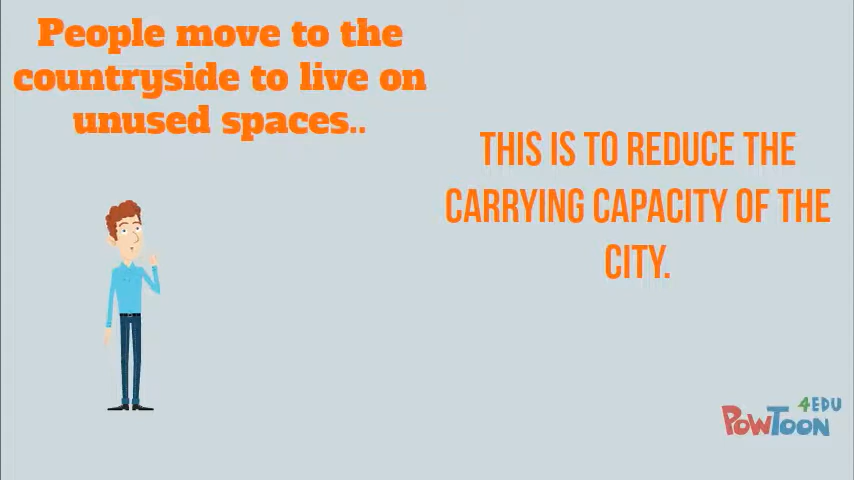 People move to the
countryside to live on
unused spaces..
THIS IS TO REDUCE THE
CARRYING CAPACITY OF THE
CITY.
4EDU
POWTOON